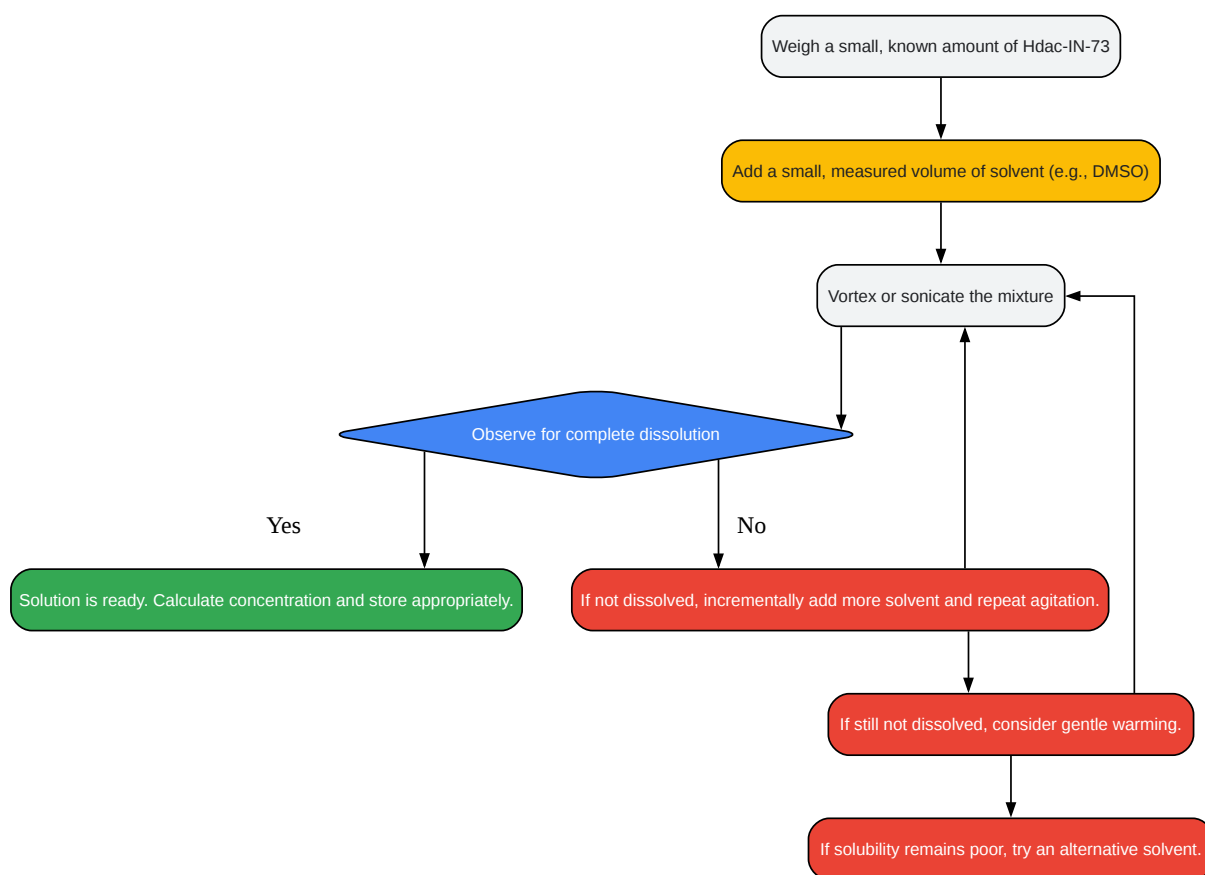 Weigh a small, known amount of Hdac-IN-73
Add a small, measured volume of solvent (e.g., DMSO)
Vortex or sonicate the mixture
Observe for complete dissolution
Yes
No
Solution is ready. Calculate concentration and store appropriately.
If not dissolved, incrementally add more solvent and repeat agitation.
If still not dissolved, consider gentle warming.
If solubility remains poor, try an alternative solvent.